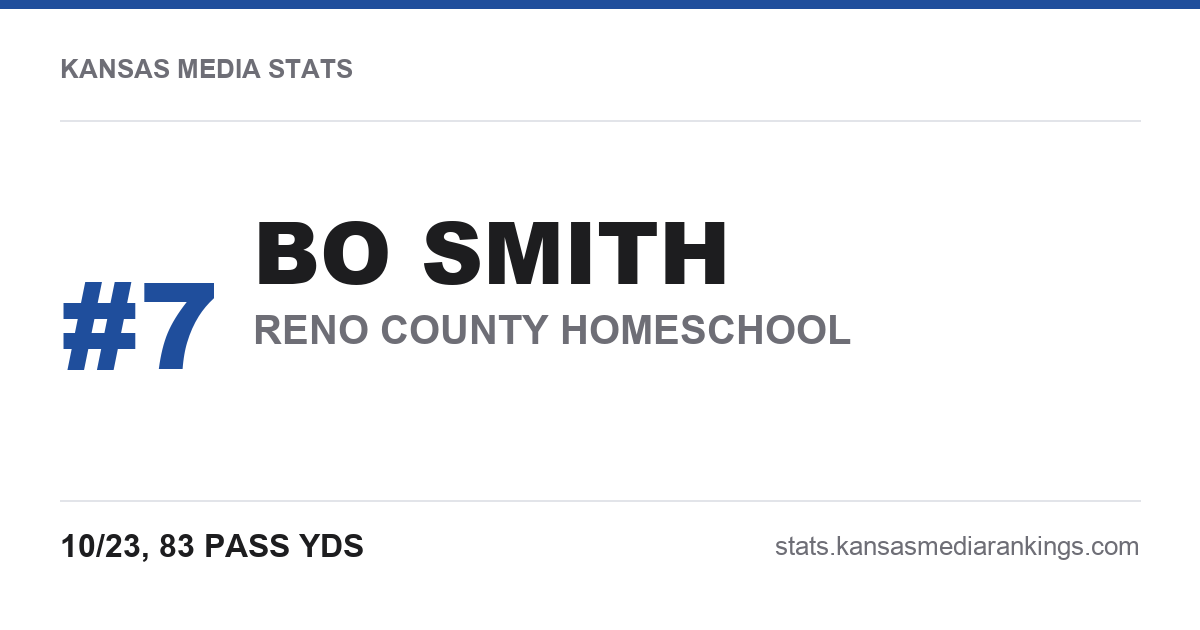 KANSAS MEDIA STATS
#7
BO SMITH
RENO COUNTY HOMESCHOOL
10/23, 83 PASS YDS
stats.kansasmediarankings.com